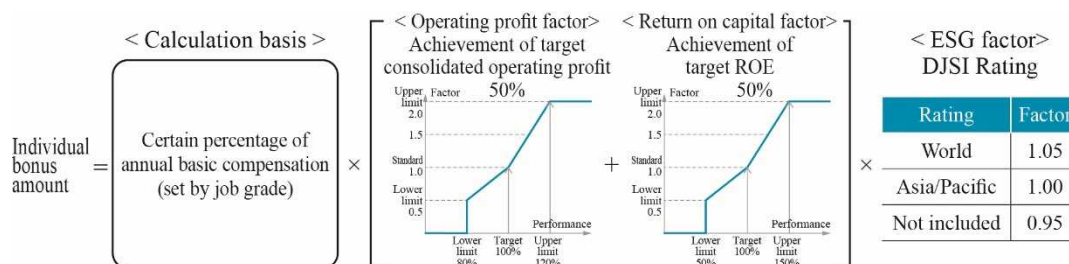 < Calculation basis >
Individual
bonus
amount
=
Certain percentage of
annual basic compensation
(set by job grade)
×
< Operating profit factor>
Achievement of target
consolidated operating profit
50%
Upper
limit
2.0
Factor
1.5
Standard
1.0
Lower
limit
0.5
Performance
Lower
limit
80%
Target
100%
Upper
limit
120%
+
< Return on capital factor>
Achievement of
target ROE
50%
Upper
limit
2.0
Factor
1.5
Standard
1.0
Lower
limit
0.5
Performance
Lower
limit
50%
Target
100%
Upper
limit
150%
×
< ESG factor>
DJSI Rating
Rating Factor
World 1.05
Asia/Pacific 1.00
Not included 0.95